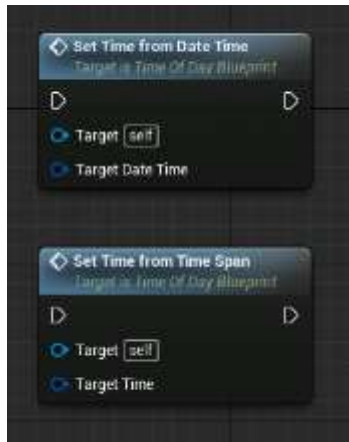 Set Time from Date Time
Target is Time Of Day Blueprint
Target self
Target Date Time
Set Time from Time Span
Target is Time Of Day Blueprint
Target self
Target Time